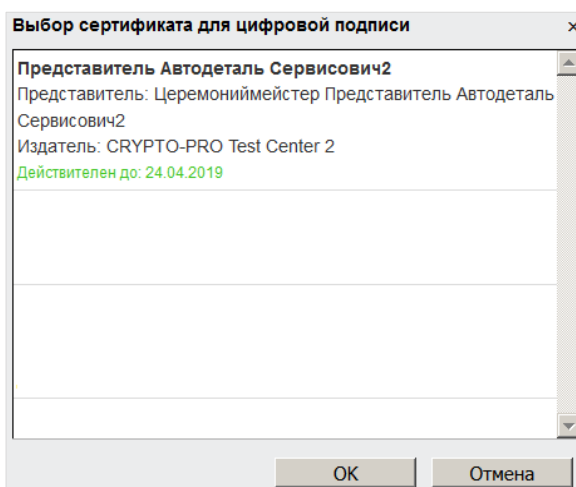 Выбор сертификата для цифровой подписи
Представитель Автодеталь Сервисович2
Представитель: Церемониймейстер Представитель Автодеталь
Сервисович2
Издатель: CRYPTO-PRO Test Center 2
Действителен до: 24.04.2019
OK
Отмена